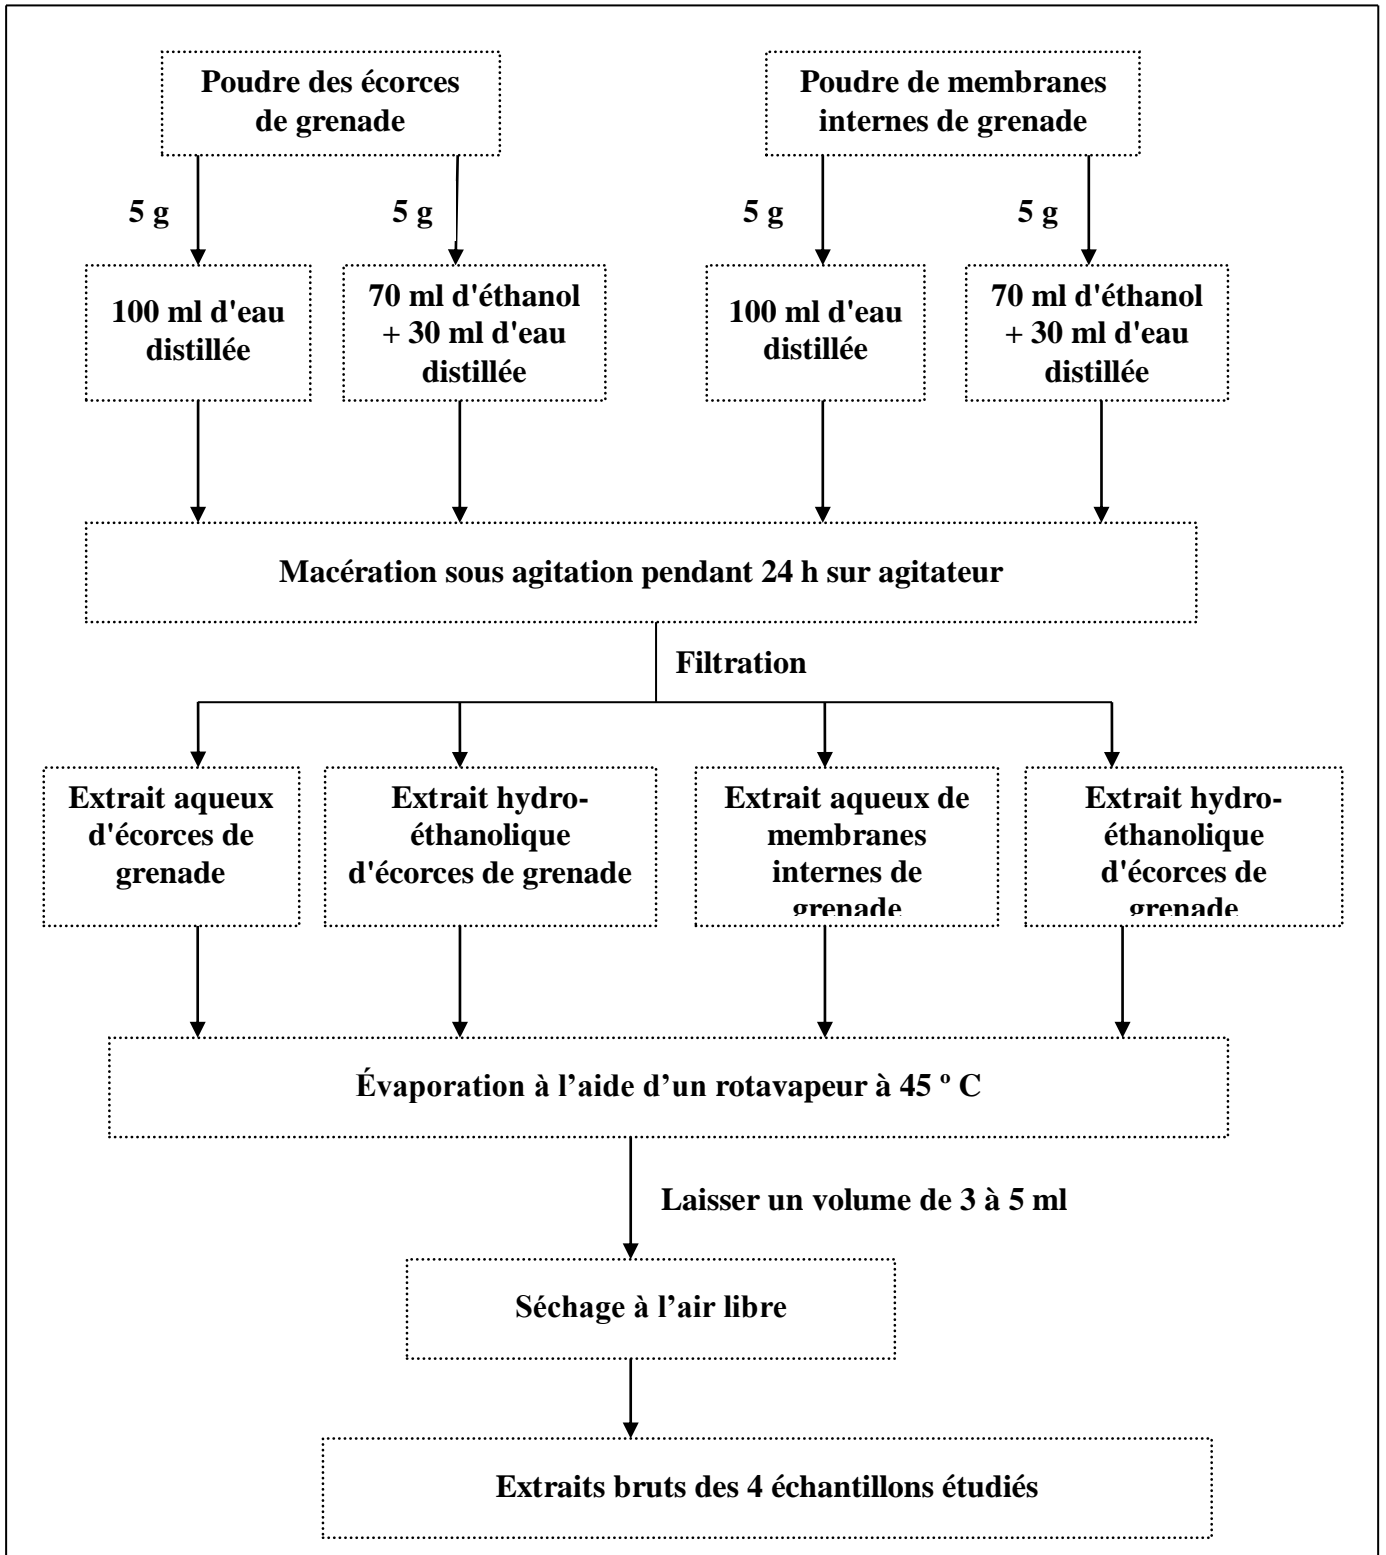 Poudre des écorces
de grenade
Poudre de membranes
internes de grenade
5 g
5 g
5 g
5 g
100 ml d'eau
distillée
70 ml d'éthanol
+ 30 ml d'eau
distillée
100 ml d'eau
distillée
70 ml d'éthanol
+ 30 ml d'eau
distillée
Macération sous agitation pendant 24 h sur agitateur
Filtration
Extrait aqueux
d'écorces de
grenade
Extrait hydro-
éthanolique
d'écorces de grenade
Extrait aqueux de
membranes
internes de
grenade
Extrait hydro-
éthanolique
d'écorces de
grenade
Évaporation à l’aide d’un rotavapeur à 45 º C
Laisser un volume de 3 à 5 ml
Séchage à l’air libre
Extraits bruts des 4 échantillons étudiés